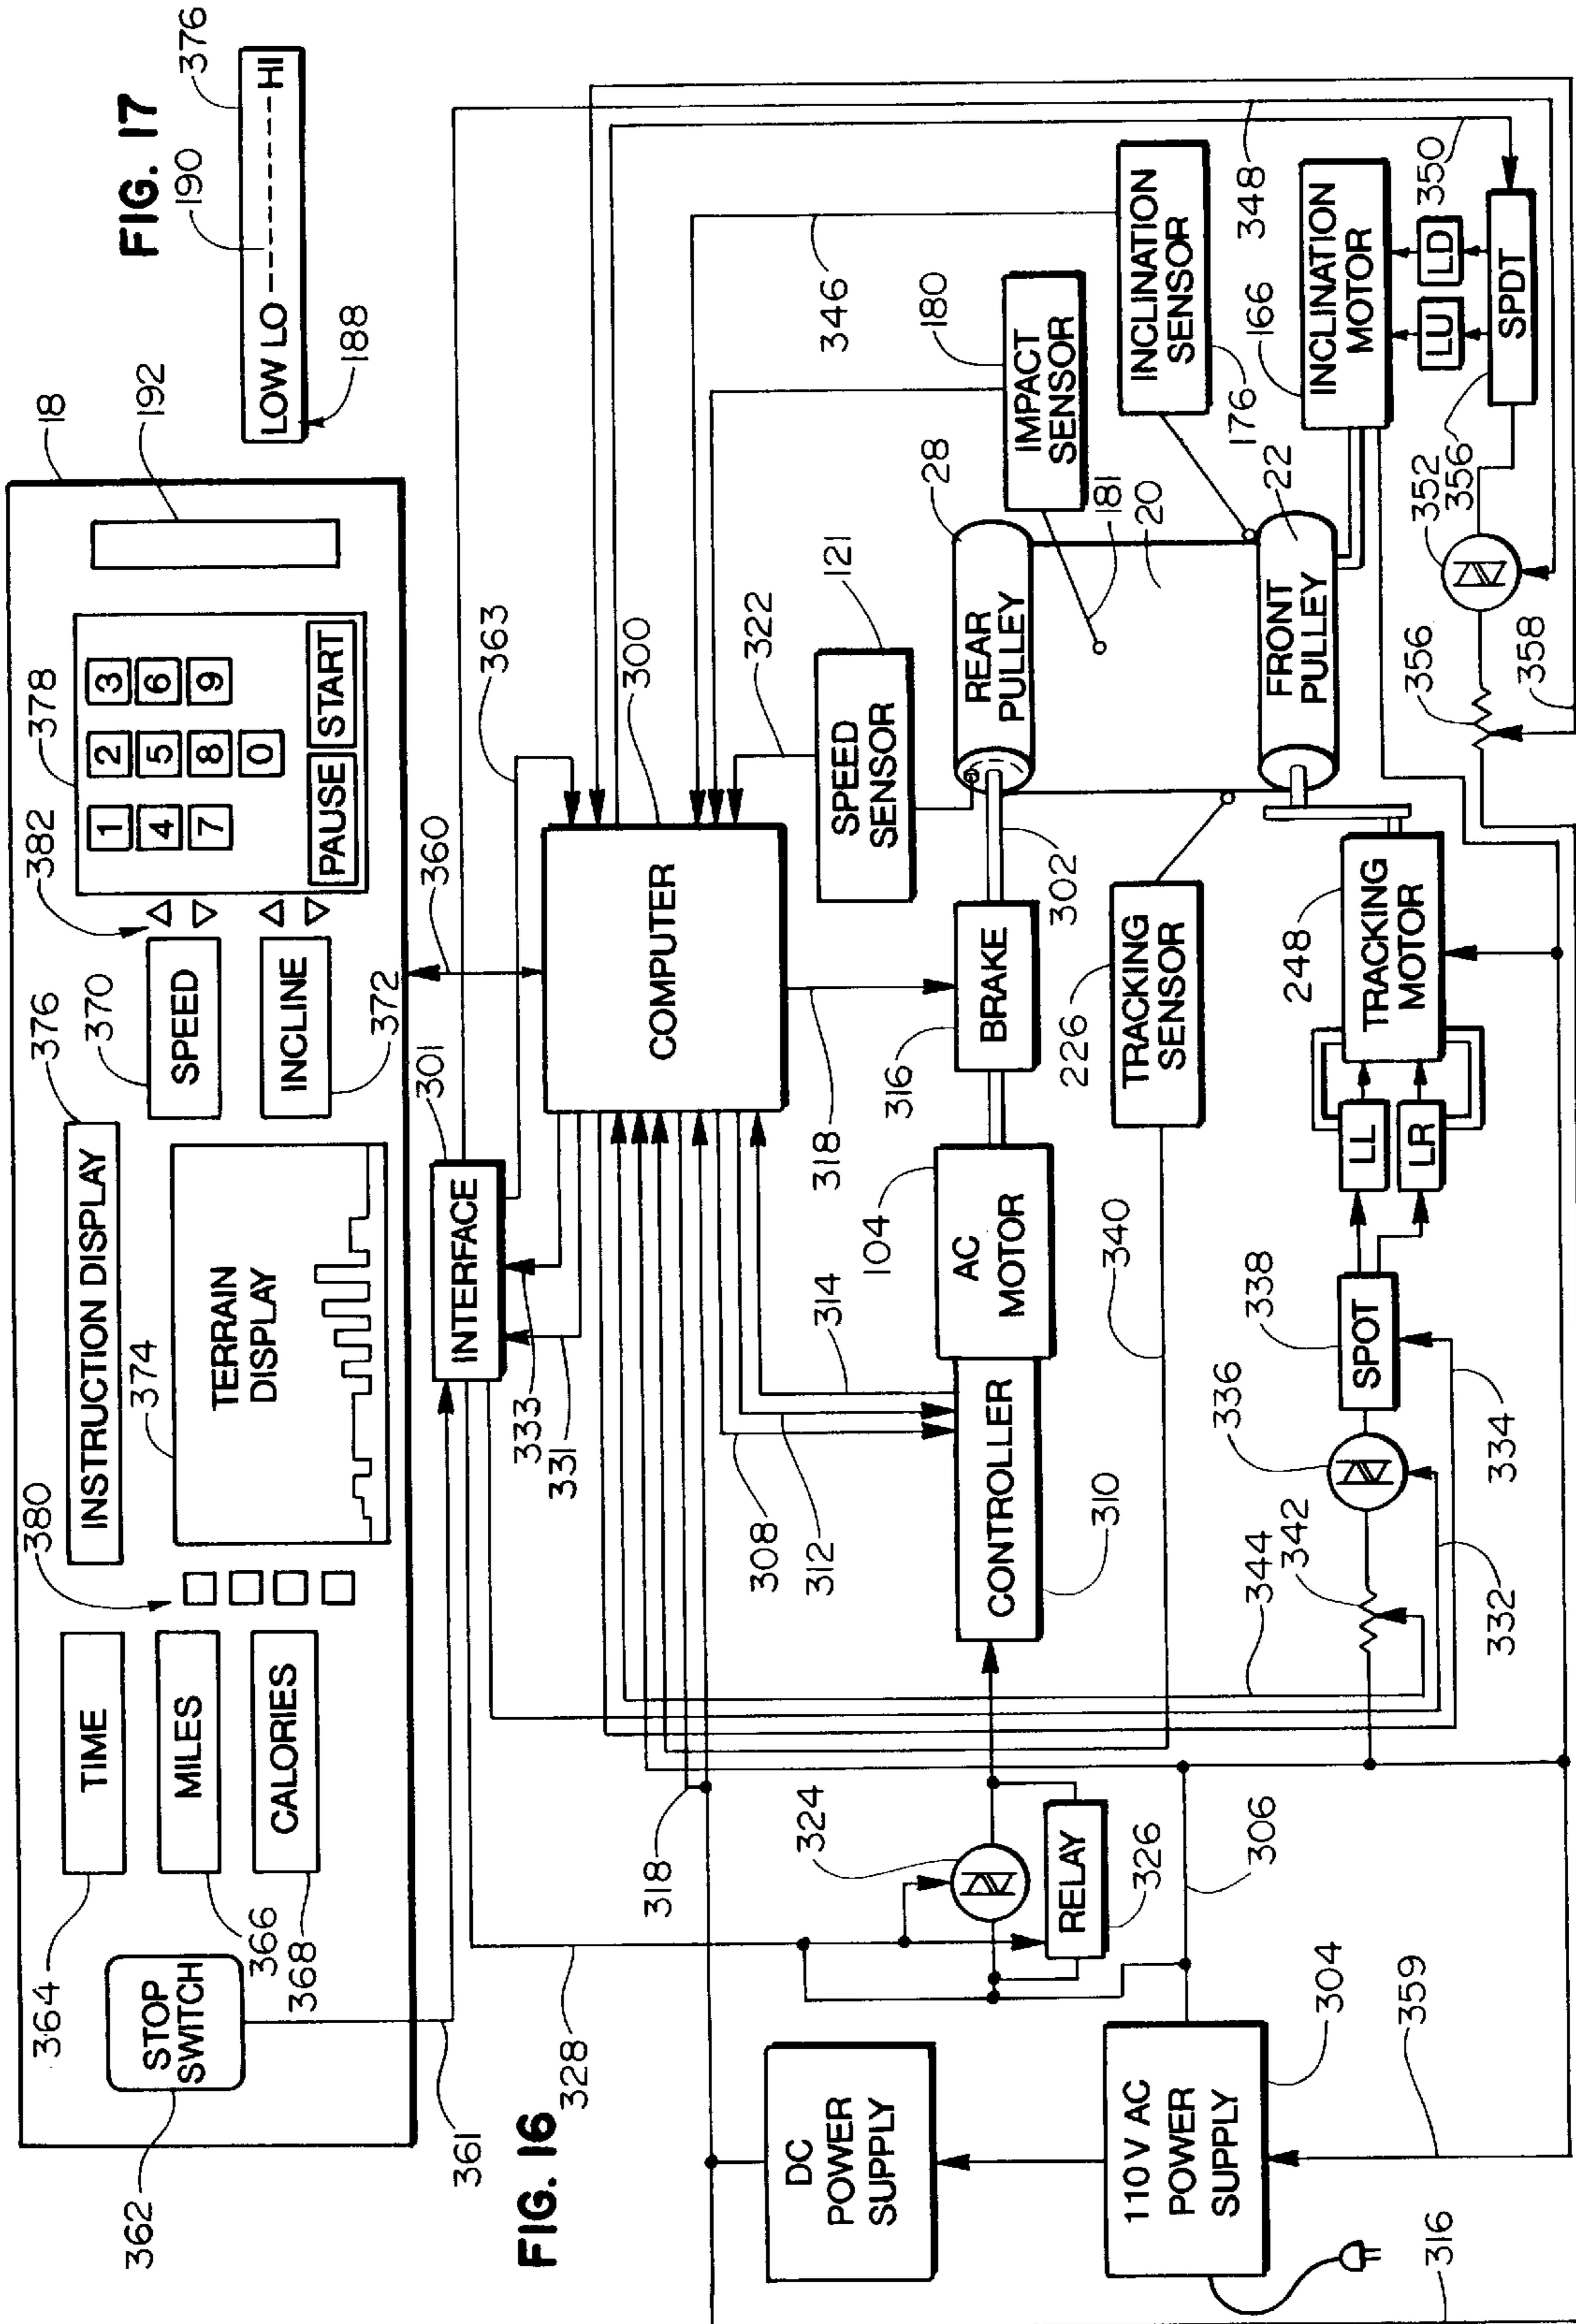 FIG. 16
FIG. 17
18
362
STOP
SWITCH
361
364
TIME
366
MILES
368
CALORIES
380
INSTRUCTION DISPLAY
376
374
TERRAIN
DISPLAY
370
SPEED
INCLINE
372
382
378
1 2 3
4 5 6
7 8 9
0
PAUSE START
192
LOW LO ---- 190 ---- HI
376
188
328
318
333
331
INTERFACE
301
360
363
COMPUTER
300
322
SPEED
SENSOR
121
346
348
DC
POWER
SUPPLY
110 V AC
POWER
SUPPLY
304
359
316
306
324
RELAY
326
308
312
314
CONTROLLER
310
AC
MOTOR
104
318
BRAKE
316
302
REAR
PULLEY
28
IMPACT
SENSOR
180
181
20
INCLINATION
SENSOR
176
FRONT
PULLEY
22
INCLINATION
MOTOR
166
LU
LD
350
SPDT
356
352
356
358
340
226
TRACKING
SENSOR
248
TRACKING
MOTOR
LL
LR
SPOT
338
336
342
344
332
334